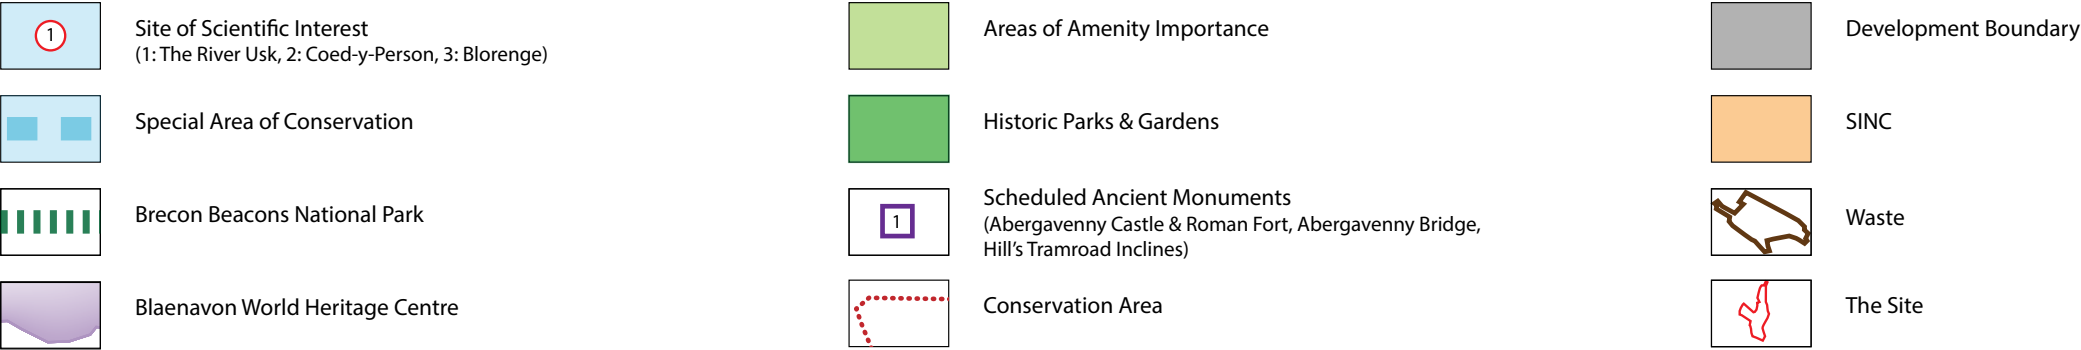 1
Site of Scientific Interest
(1: The River Usk, 2: Coed-y-Person, 3: Blorenge)
Special Area of Conservation
Brecon Beacons National Park
Blaenavon World Heritage Centre
Areas of Amenity Importance
Historic Parks & Gardens
1
Scheduled Ancient Monuments
(Abergavenny Castle & Roman Fort, Abergavenny Bridge,
Hill's Tramroad Inclines)
Conservation Area
Development Boundary
SINC
Waste
The Site